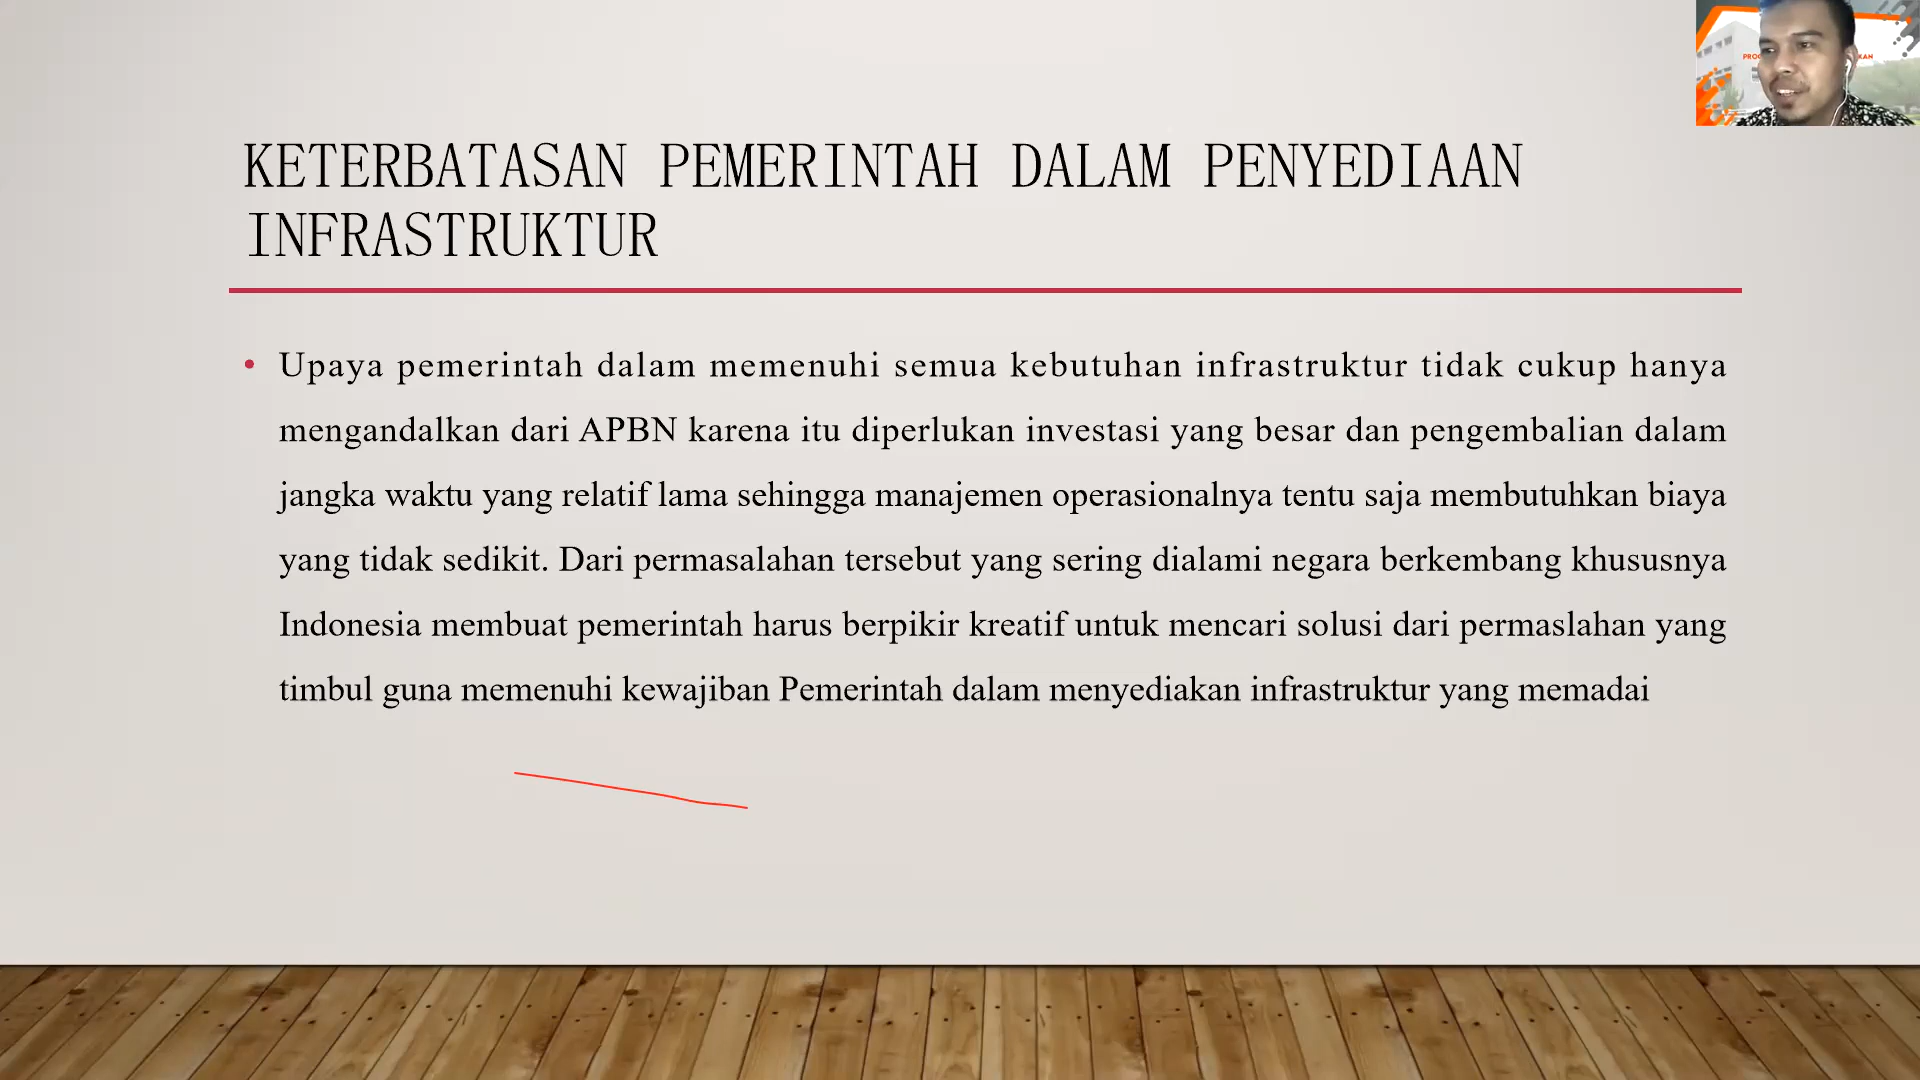 KETERBATASAN PEMERINTAH DALAM PENYEDIAAN
INFRASTRUKTUR
• Upaya pemerintah dalam memenuhi semua kebutuhan infrastruktur tidak cukup hanya
mengandalkan dari APBN karena itu diperlukan investasi yang besar dan pengembalian dalam
jangka waktu yang relatif lama sehingga manajemen operasionalnya tentu saja membutuhkan biaya
yang tidak sedikit. Dari permasalahan tersebut yang sering dialami negara berkembang khususnya
Indonesia membuat pemerintah harus berpikir kreatif untuk mencari solusi dari permaslahan yang
timbul guna memenuhi kewajiban Pemerintah dalam menyediakan infrastruktur yang memadai